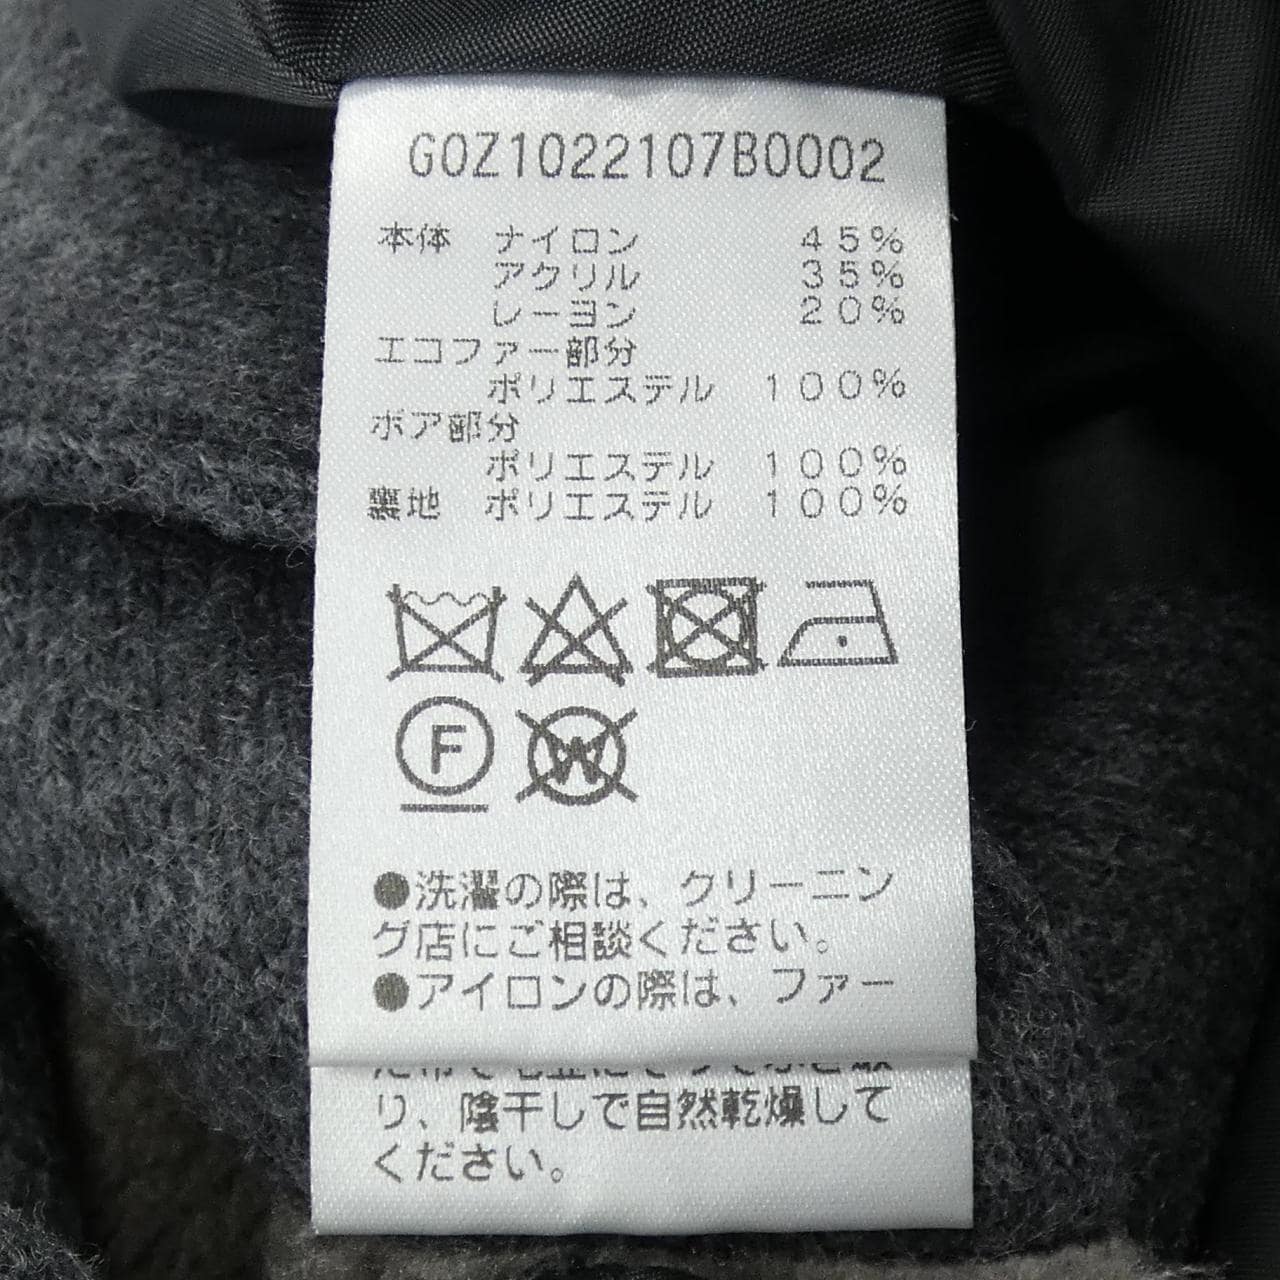 G0Z1022107B0002
本体 ナイロン 45%
アクリル 35%
レーヨン 20%
エコファー部分
ポリエステル 100%
ボア部分
ポリエステル 100%
裏地 ポリエステル 100%
F
W
●洗濯の際は、クリーニン
グ店にご相談ください。
●アイロンの際は、ファー
り、陰干しで自然乾燥して
ください。